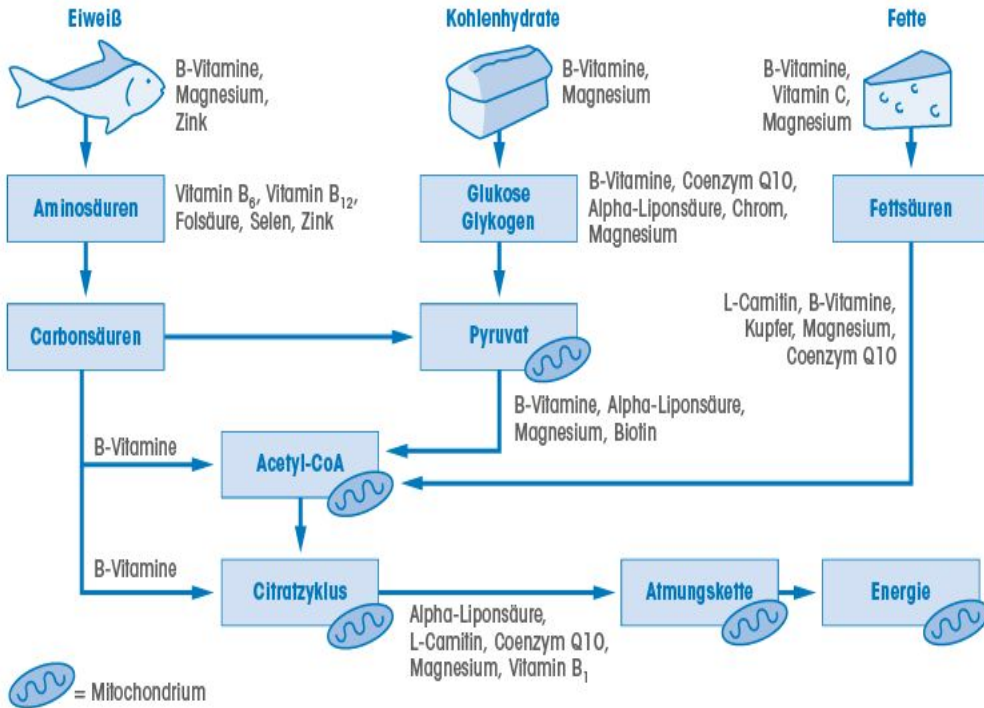 Eiweiß
Kohlenhydrate
Fette
B-Vitamine,
Magnesium,
Zink
B-Vitamine,
Magnesium
B-Vitamine,
Vitamin C,
Magnesium
Aminosäuren
Vitamin B₆, Vitamin B₁₂,
Folsäure, Selen, Zink
Glukose
Glykogen
B-Vitamine, Coenzym Q10,
Alpha-Liponsäure, Chrom,
Magnesium
Fettsäuren
Carbonsäuren
Pyruvat
L-Carnitin, B-Vitamine,
Kupfer, Magnesium,
Coenzym Q10
B-Vitamine, Alpha-Liponsäure,
Magnesium, Biotin
B-Vitamine
Acetyl-CoA
B-Vitamine
Citratzyklus
Atmungskette
Energie
Alpha-Liponsäure,
L-Carnitin, Coenzym Q10,
Magnesium, Vitamin B₁
= Mitochondrium